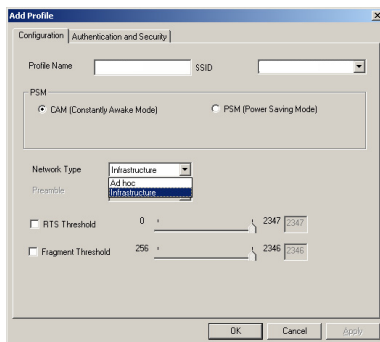 Add Profile
Configuration Authentication and Security
Profile Name SSID
PSM
CAM (Constantly Awake Mode) PSM (Power Saving Mode)
Network Type Infrastructure
Ad hoc
Preamble Infrastructure
RTS Threshold 0 2347 2347
Fragment Threshold 256 2346 2346
OK Cancel Apply